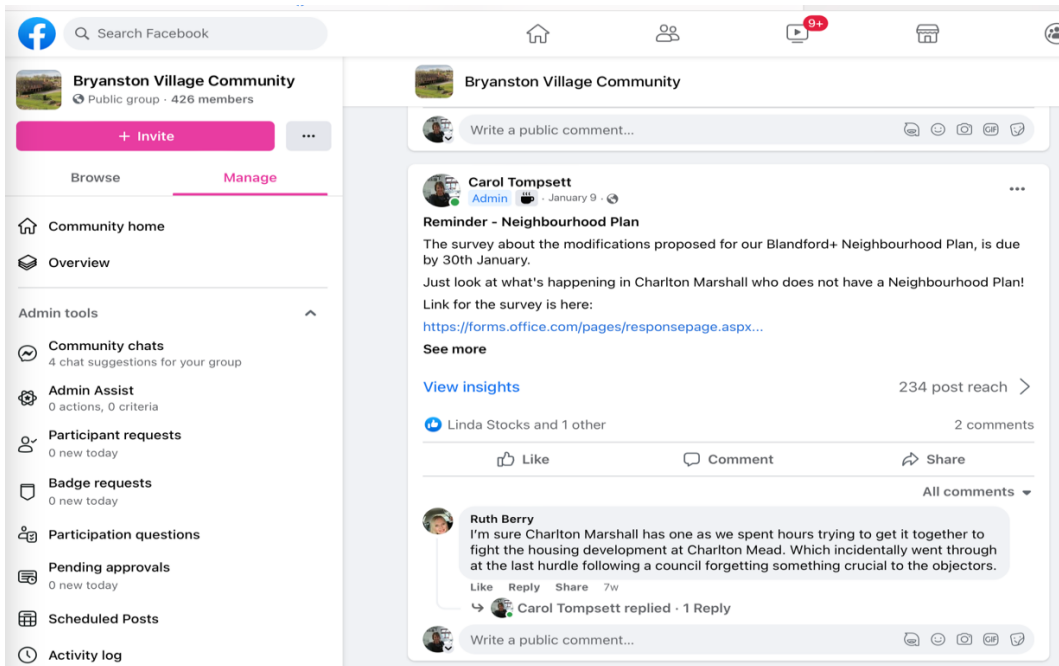 Search Facebook
9+
Bryanston Village Community
Public group · 426 members
+ Invite
...
Browse
Manage
Community home
Overview
Admin tools
Community chats
4 chat suggestions for your group
Admin Assist
0 actions, 0 criteria
Participant requests
0 new today
Badge requests
0 new today
Participation questions
Pending approvals
0 new today
Scheduled Posts
Activity log
Bryanston Village Community
Write a public comment...
GIF
Carol Tompsett
Admin · January 9 ·
...
Reminder - Neighbourhood Plan
The survey about the modifications proposed for our Blandford+ Neighbourhood Plan, is due
by 30th January.
Just look at what's happening in Charlton Marshall who does not have a Neighbourhood Plan!
Link for the survey is here:
https://forms.office.com/pages/responsepage.aspx...
See more
View insights
234 post reach
Linda Stocks and 1 other
2 comments
Like
Comment
Share
All comments
Ruth Berry
I'm sure Charlton Marshall has one as we spent hours trying to get it together to
fight the housing development at Charlton Mead. Which incidentally went through
at the last hurdle following a council forgetting something crucial to the objectors.
Like Reply Share 7w
Carol Tompsett replied · 1 Reply
Write a public comment...
GIF